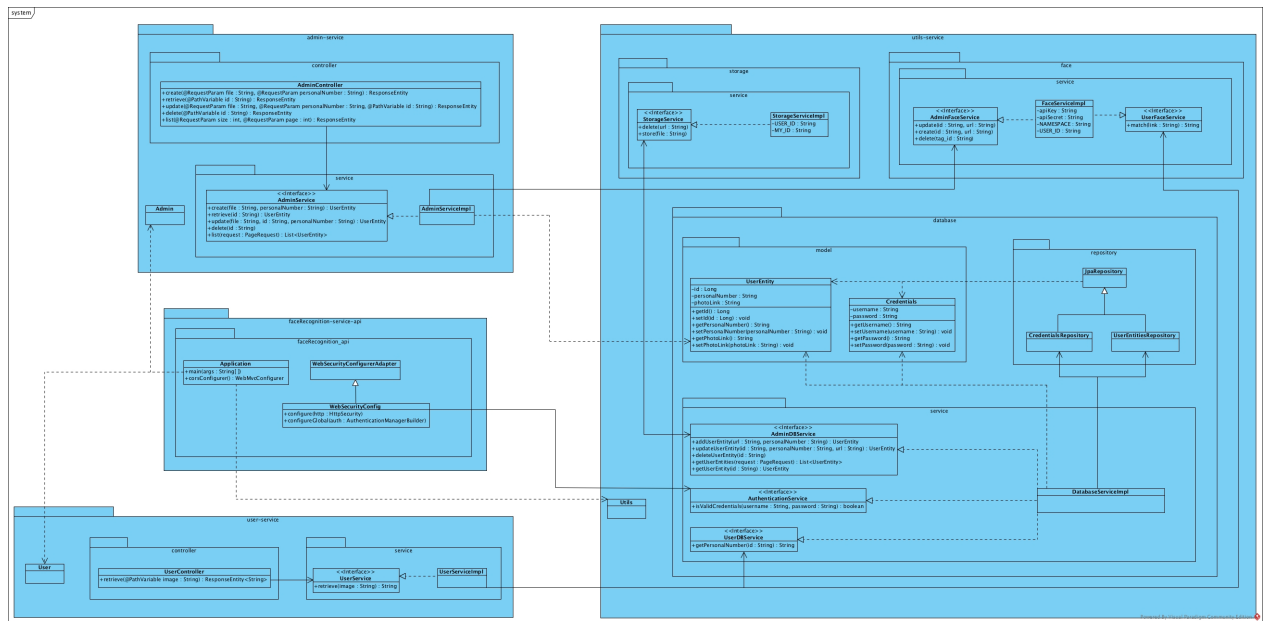 system
admin-service
controller
AdminController
+create(@RequestParam file : String, @RequestParam personalNumber : String) : ResponseEntity
+retrieve(@PathVariable id : String) : ResponseEntity
+update(@RequestParam file : String, @RequestParam personalNumber : String, @PathVariable id : String) : ResponseEntity
+delete(@PathVariable id : String) : ResponseEntity
+list(@RequestParam size : int, @RequestParam page : int) : ResponseEntity
service
<<Interface>>
AdminService
+create(file : String, personalNumber : String) : UserEntity
+retrieve(id : String) : UserEntity
+update(file : String, id : String, personalNumber : String) : UserEntity
+delete(id : String)
+list(request : PageRequest) : List<UserEntity>
AdminServiceImpl
Admin
faceRecognition-service-api
faceRecognition_api
Application
+main(args : String[])
+corsConfigurer() : WebMvcConfigurer
WebSecurityConfigurerAdapter
WebSecurityConfig
+configure(http : HttpSecurity)
+configureGlobal(auth : AuthenticationManagerBuilder)
user-service
User
controller
UserController
+retrieve(@PathVariable image : String) : ResponseEntity<String>
service
<<Interface>>
UserService
+retrieve(image : String) : String
UserServiceImpl
utils-service
storage
service
<<Interface>>
StorageService
+delete(url : String)
+store(file : String)
StorageServiceImpl
-USER_ID : String
-MY_ID : String
face
service
<<Interface>>
AdminFaceService
+update(id : String, url : String)
+create(id : String, url : String)
+delete(tag_id : String)
FaceServiceImpl
-apiKey : String
-apiSecret : String
-NAMESPACE : String
-USER_ID : String
<<Interface>>
UserFaceService
+match(link : String) : String
database
model
UserEntity
-id : Long
-personalNumber : String
-photoLink : String
+getId() : Long
+setId(id : Long) : void
+getPersonalNumber() : String
+setPersonalNumber(personalNumber : String) : void
+getPhotoLink() : String
+setPhotoLink(photoLink : String) : void
Credentials
-username : String
-password : String
+getUsername() : String
+setUsername(username : String) : void
+getPassword() : String
+setPassword(password : String) : void
repository
JpaRepository
CredentialsRepository
UserEntitiesRepository
service
<<Interface>>
AdminDBService
+addUserEntity(url : String, personalNumber : String) : UserEntity
+updateUserEntity(id : String, personalNumber : String, url : String) : UserEntity
+deleteUserEntity(id : String)
+getUserEntities(request : PageRequest) : List<UserEntity>
+getUserEntity(id : String) : UserEntity
<<Interface>>
AuthenticationService
+isValidCredentials(username : String, password : String) : boolean
<<Interface>>
UserDBService
+getPersonalNumber(id : String) : String
DatabaseServiceImpl
Utils
Powered By Visual Paradigm Community Edition